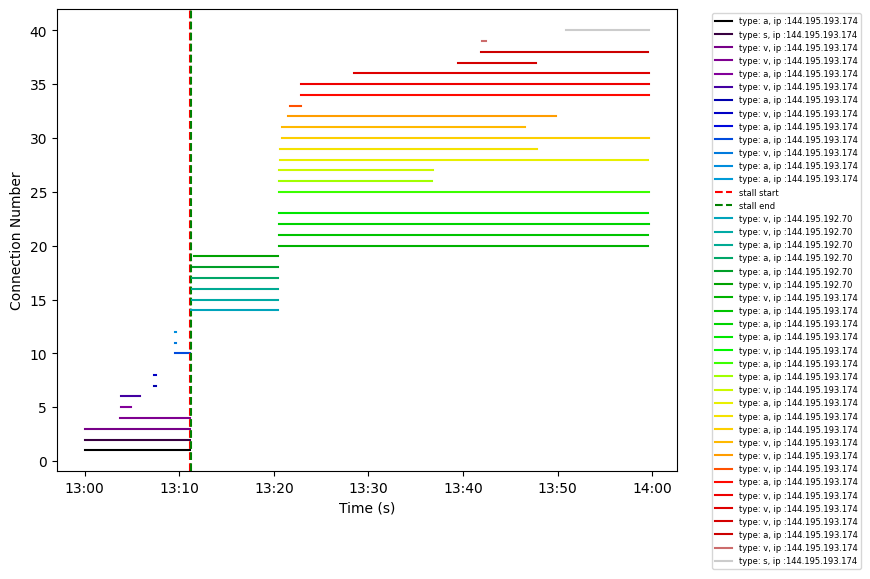 40
35
30
25
20
15
10
5
0
Connection Number
13:00 13:10 13:20 13:30 13:40 13:50 14:00
Time (s)
type: a, ip :144.195.193.174
type: s, ip :144.195.193.174
type: v, ip :144.195.193.174
type: v, ip :144.195.193.174
type: a, ip :144.195.193.174
type: v, ip :144.195.193.174
type: a, ip :144.195.193.174
type: v, ip :144.195.193.174
type: a, ip :144.195.193.174
type: a, ip :144.195.193.174
type: v, ip :144.195.193.174
type: a, ip :144.195.193.174
type: a, ip :144.195.193.174
stall start
stall end
type: v, ip :144.195.192.70
type: v, ip :144.195.192.70
type: a, ip :144.195.192.70
type: a, ip :144.195.192.70
type: a, ip :144.195.192.70
type: v, ip :144.195.192.70
type: v, ip :144.195.193.174
type: a, ip :144.195.193.174
type: a, ip :144.195.193.174
type: a, ip :144.195.193.174
type: v, ip :144.195.193.174
type: a, ip :144.195.193.174
type: a, ip :144.195.193.174
type: v, ip :144.195.193.174
type: a, ip :144.195.193.174
type: a, ip :144.195.193.174
type: a, ip :144.195.193.174
type: v, ip :144.195.193.174
type: v, ip :144.195.193.174
type: v, ip :144.195.193.174
type: a, ip :144.195.193.174
type: v, ip :144.195.193.174
type: v, ip :144.195.193.174
type: a, ip :144.195.193.174
type: a, ip :144.195.193.174
type: v, ip :144.195.193.174
type: s, ip :144.195.193.174